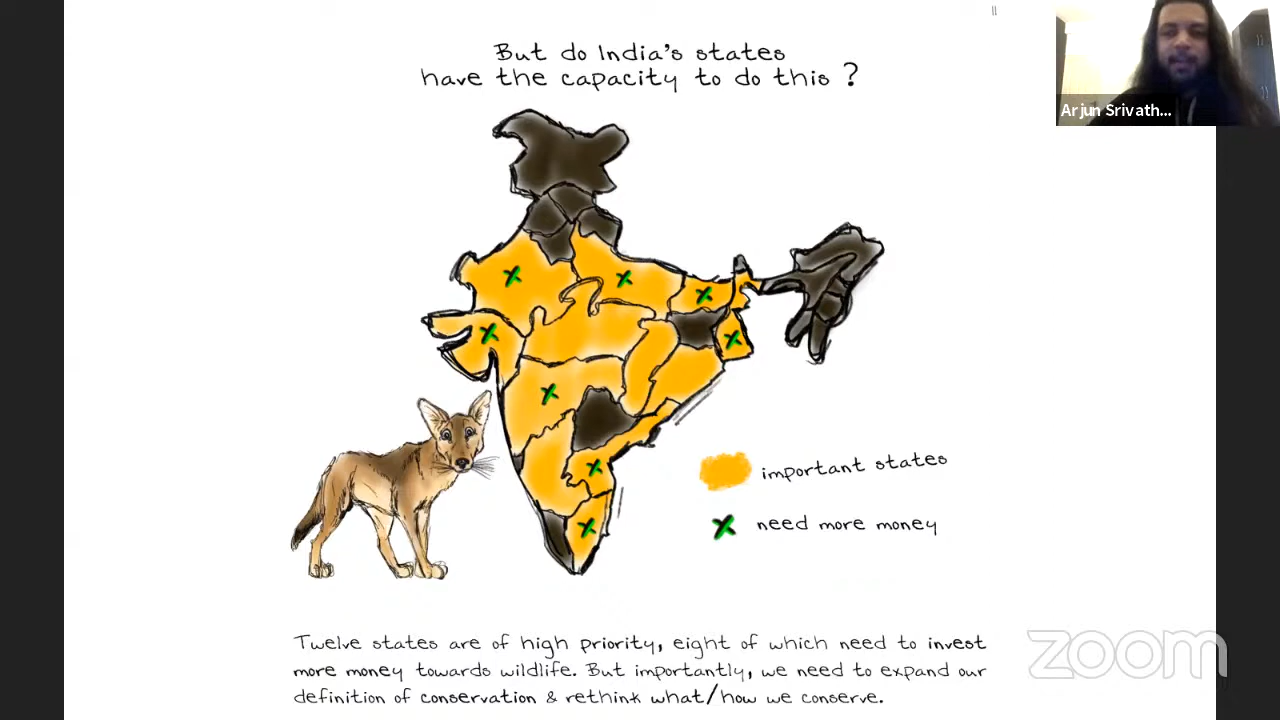 But do India's states
have the capacity to do this ?
Arjun Srivath...
important states
need more money
Twelve states are of high priority, eight of which need to invest
more money towards wildlife. But importantly, we need to expand our
definition of conservation & rethink what/how we conserve.
zoom